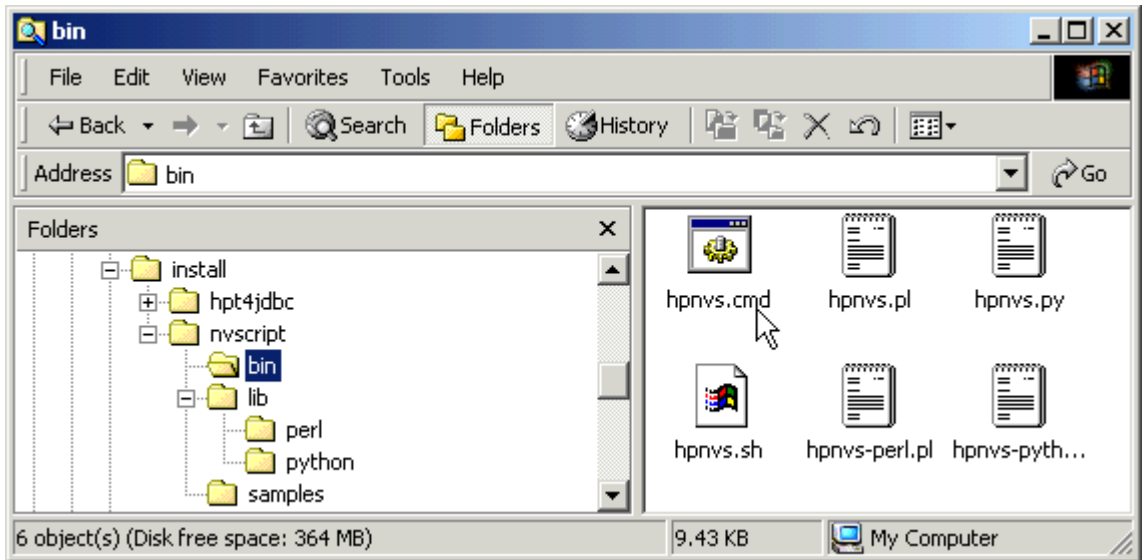 bin
File Edit View Favorites Tools Help
Back Search Folders History
Address bin Go
Folders
install
hpt4jdbc
nvscript
bin
lib
perl
python
samples
hpnvs.cmd hpnvs.pl hpnvs.py
hpnvs.sh hpnvs-perl.pl hpnvs-pyth...
6 object(s) (Disk free space: 364 MB) 9.43 KB My Computer